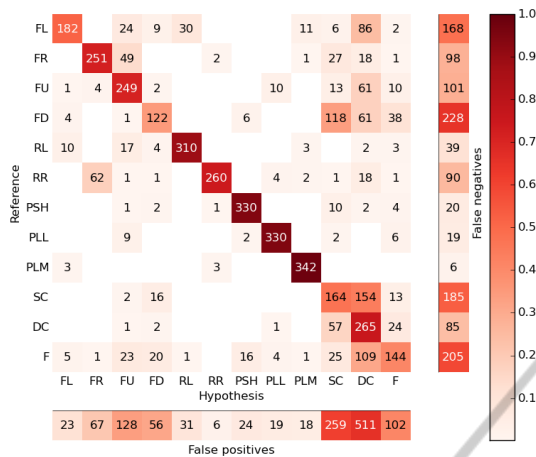 FL 182 24 9 30 11 6 86 2 168
FR 251 49 2 1 27 18 1 98
FU 1 4 249 2 10 13 61 10 101
FD 4 1 122 6 118 61 38 228
RL 10 17 4 310 3 2 3 39
RR 62 1 1 260 4 2 1 18 1 90
PSH 1 2 1 330 10 2 4 20
PLL 9 2 330 2 6 19
PLM 3 3 342 6
SC 2 16 164 154 13 185
DC 1 2 1 57 265 24 85
F 5 1 23 20 1 16 4 1 25 109 144 205
FL FR FU FD RL RR PSH PLL PLM SC DC F
Reference
Hypothesis
False negatives
23 67 128 56 31 6 24 19 18 259 511 102
False positives
1.0
0.9
0.8
0.7
0.6
0.5
0.4
0.3
0.2
0.1